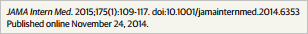 JAMA Intern Med. 2015;175(1):109-117. doi:10.1001/jamainternmed.2014.6353
Published online November 24, 2014.